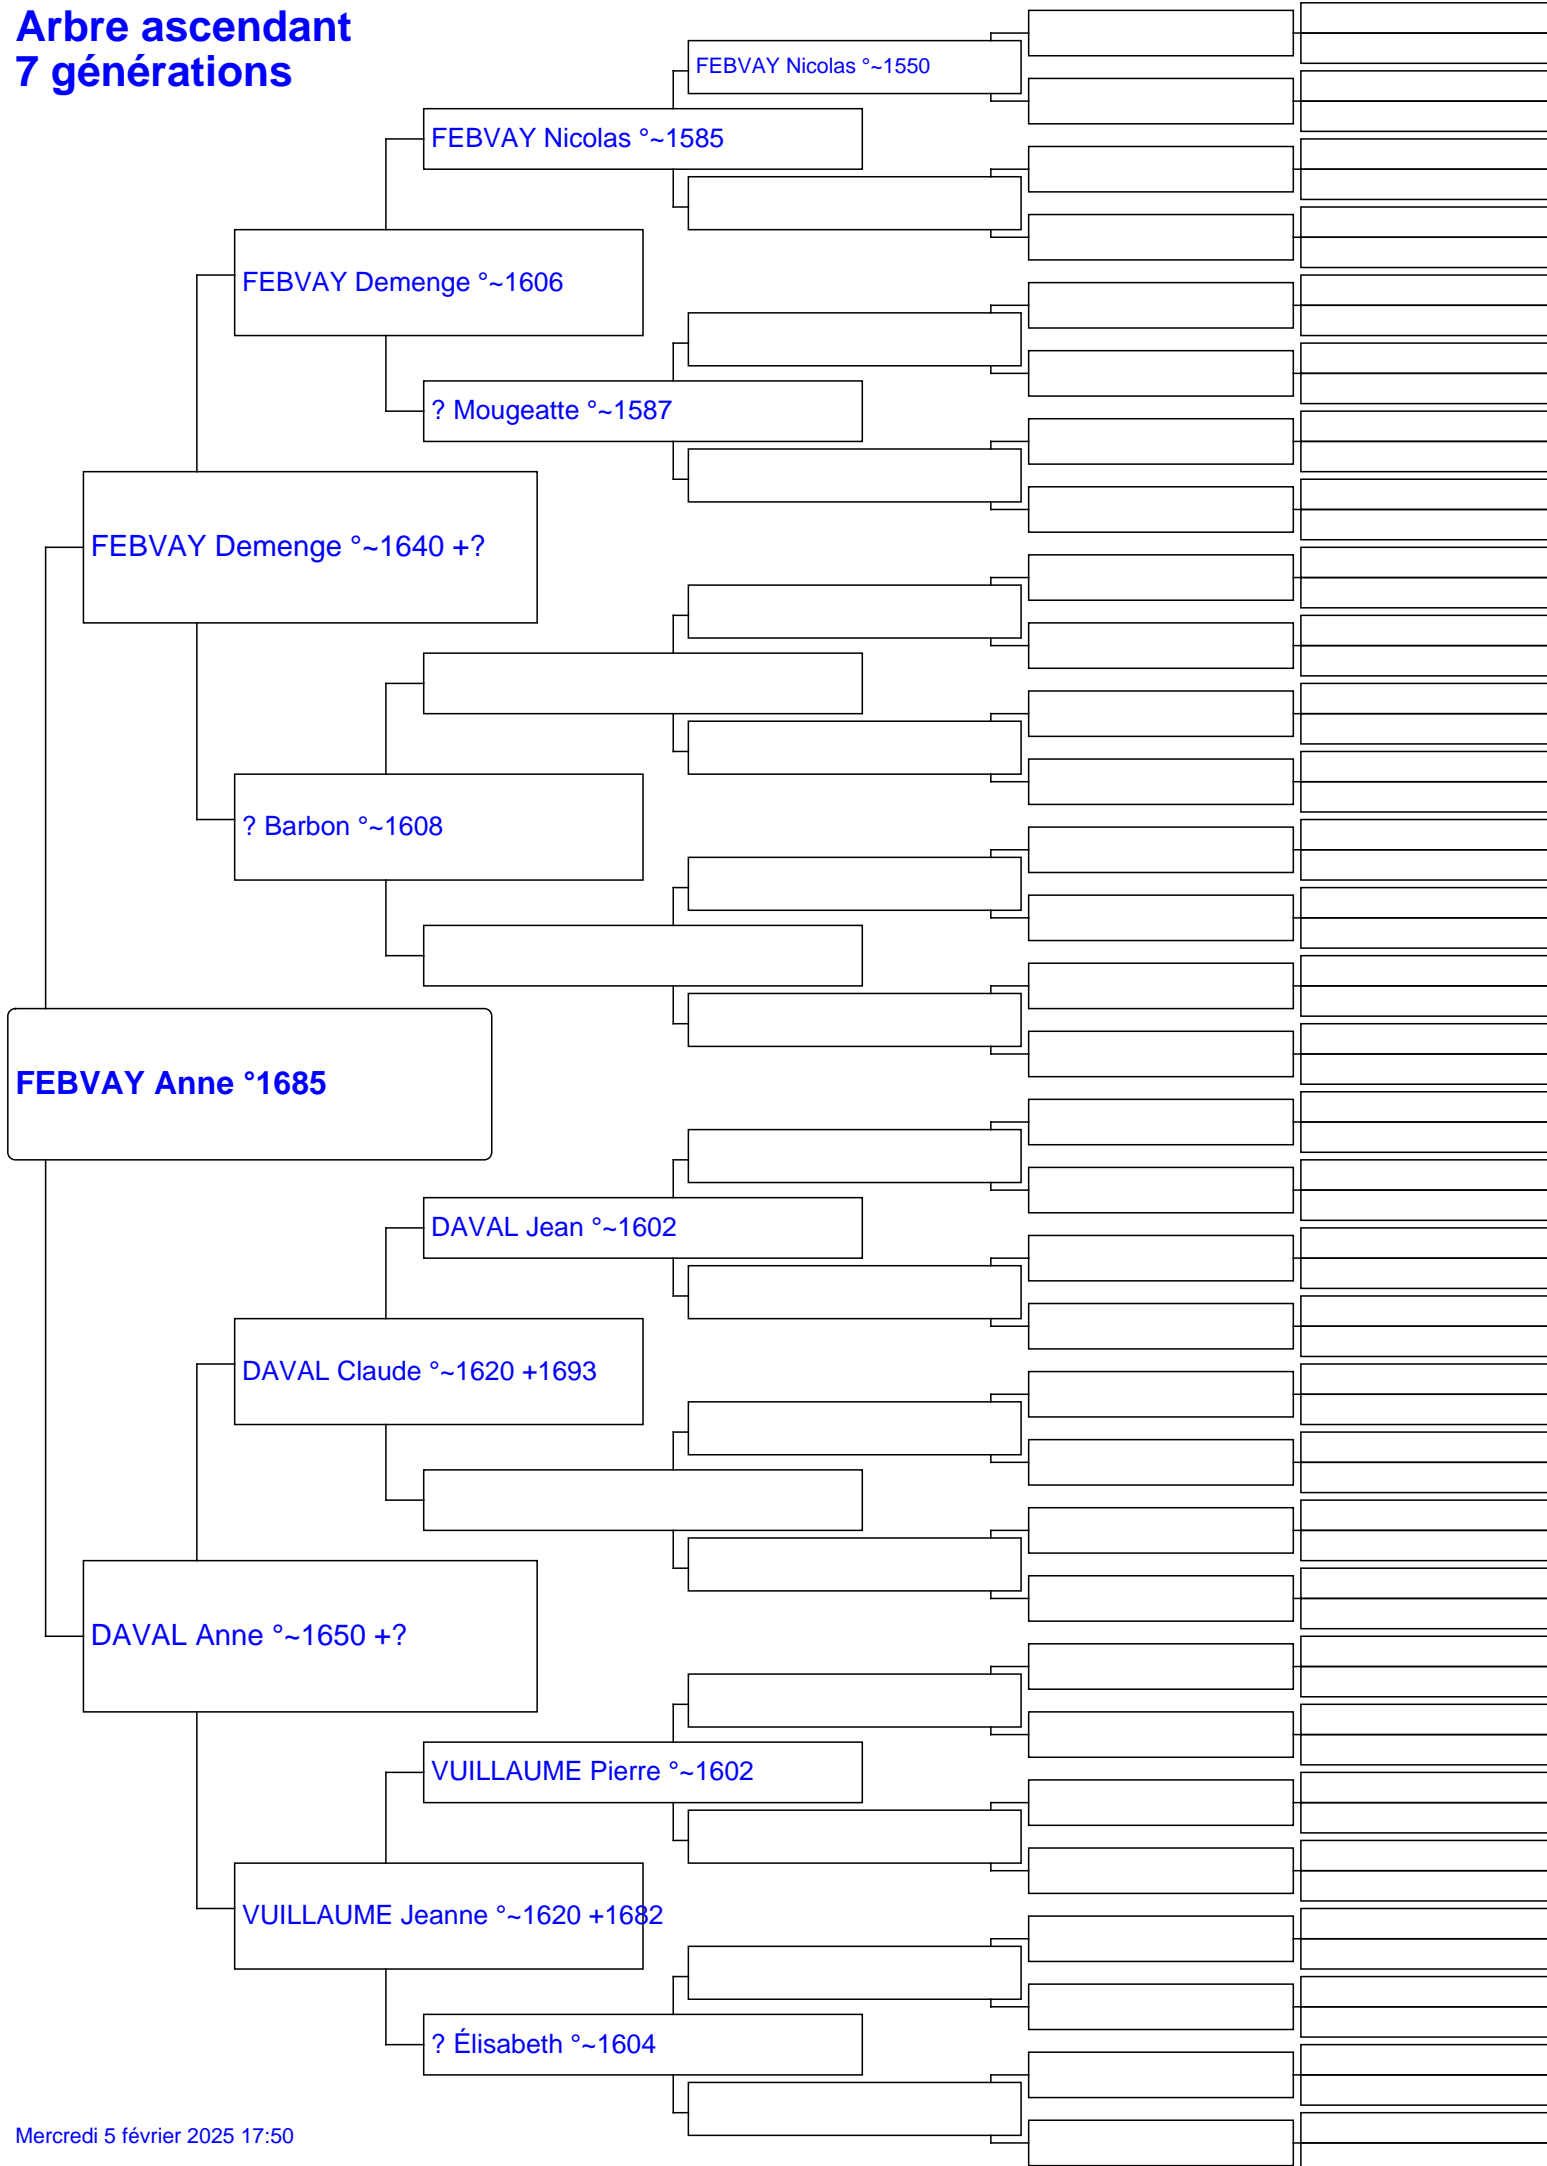 Arbre ascendant
7 générations
FEBVAY Nicolas °~1550
FEBVAY Nicolas °~1585
FEBVAY Demenge °~1606
? Mougeatte °~1587
FEBVAY Demenge °~1640 +?
? Barbon °~1608
FEBVAY Anne °1685
DAVAL Jean °~1602
DAVAL Claude °~1620 +1693
DAVAL Anne °~1650 +?
VUILLAUME Pierre °~1602
VUILLAUME Jeanne °~1620 +1682
? Élisabeth °~1604
Mercredi 5 février 2025 17:50